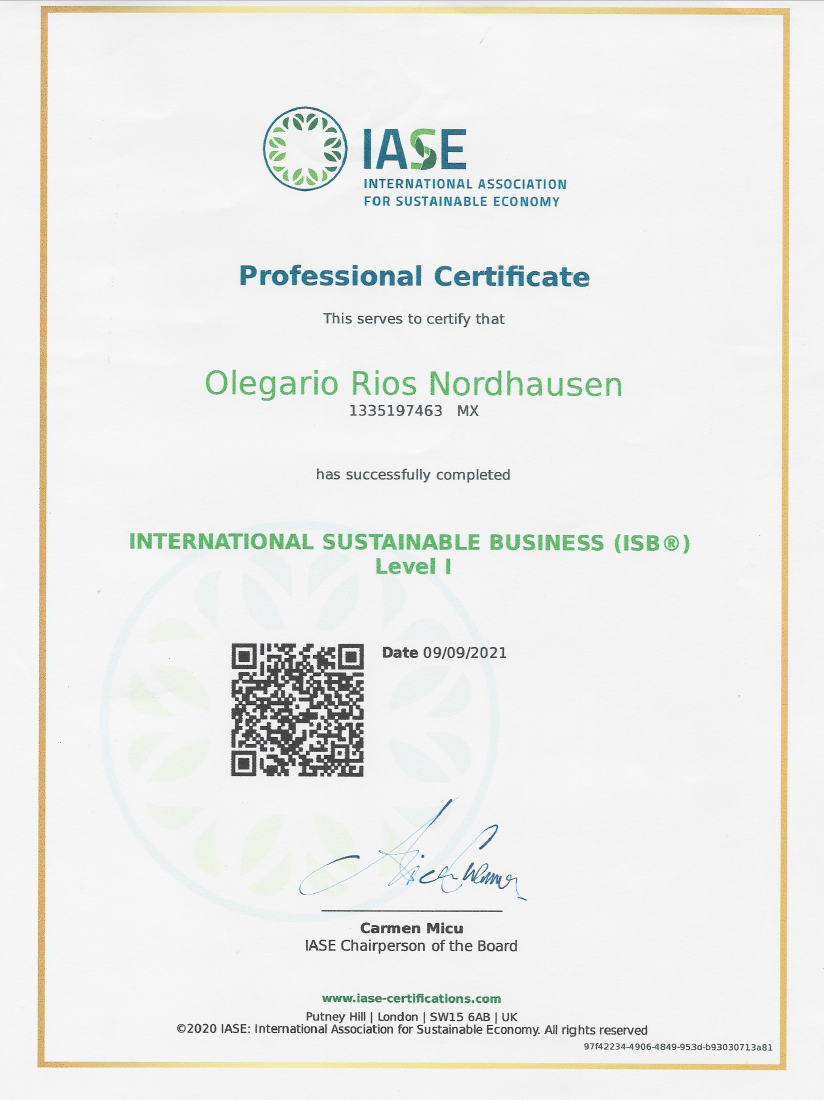 IASE
INTERNATIONAL ASSOCIATION
FOR SUSTAINABLE ECONOMY
Professional Certificate
This serves to certify that
Olegario Rios Nordhausen
1335197463 MX
has successfully completed
INTERNATIONAL SUSTAINABLE BUSINESS (ISB®)
Level I
Date 09/09/2021
Carmen Micu
IASE Chairperson of the Board
www.iase-certifications.com
Putney Hill | London | SW15 6AB | UK
©2020 IASE: International Association for Sustainable Economy. All rights reserved
97f42234-4906-4849-953d-b93030713a81